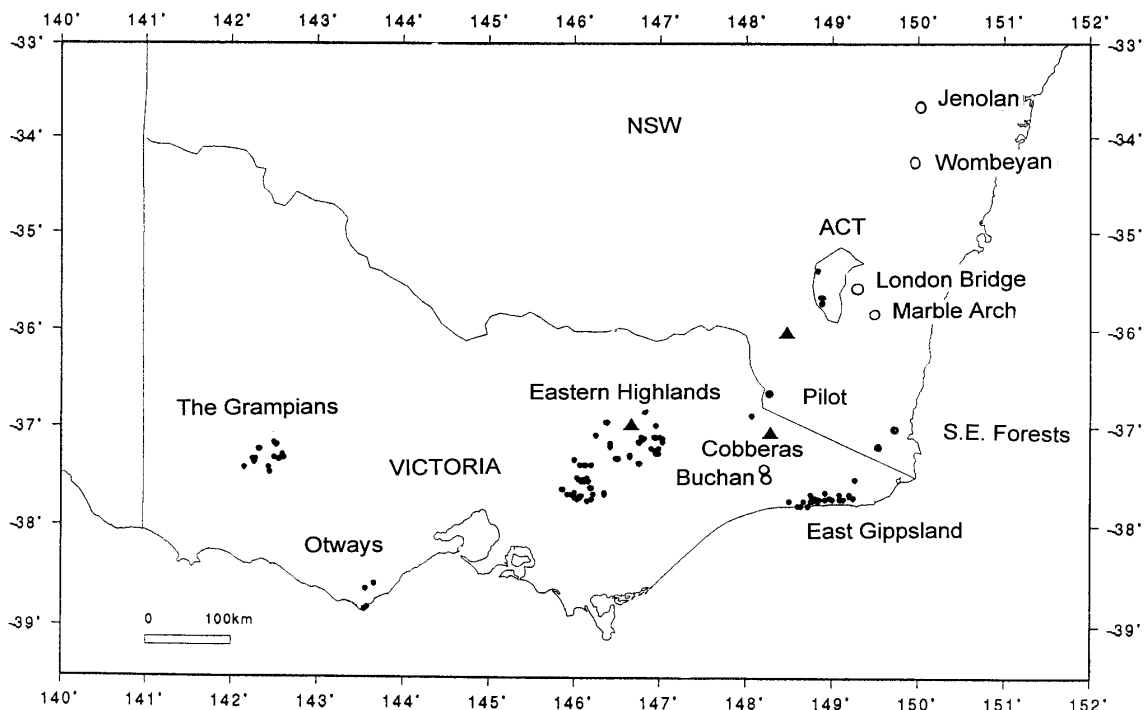 140° 141° 142° 143° 144° 145° 146° 147° 148° 149° 150° 151° 152°
-33° -33°
Jenolan
NSW
-34° -34°
Wombeyan
ACT
-35° -35°
London Bridge
Marble Arch
-36° -36°
Eastern Highlands
Pilot
The Grampians
-37° -37°
S.E. Forests
Cobberas
VICTORIA
Buchan
-38° -38°
East Gippsland
Otways
0 100km
-39° -39°
140° 141° 142° 143° 144° 145° 146° 147° 148° 149° 150° 151° 152°